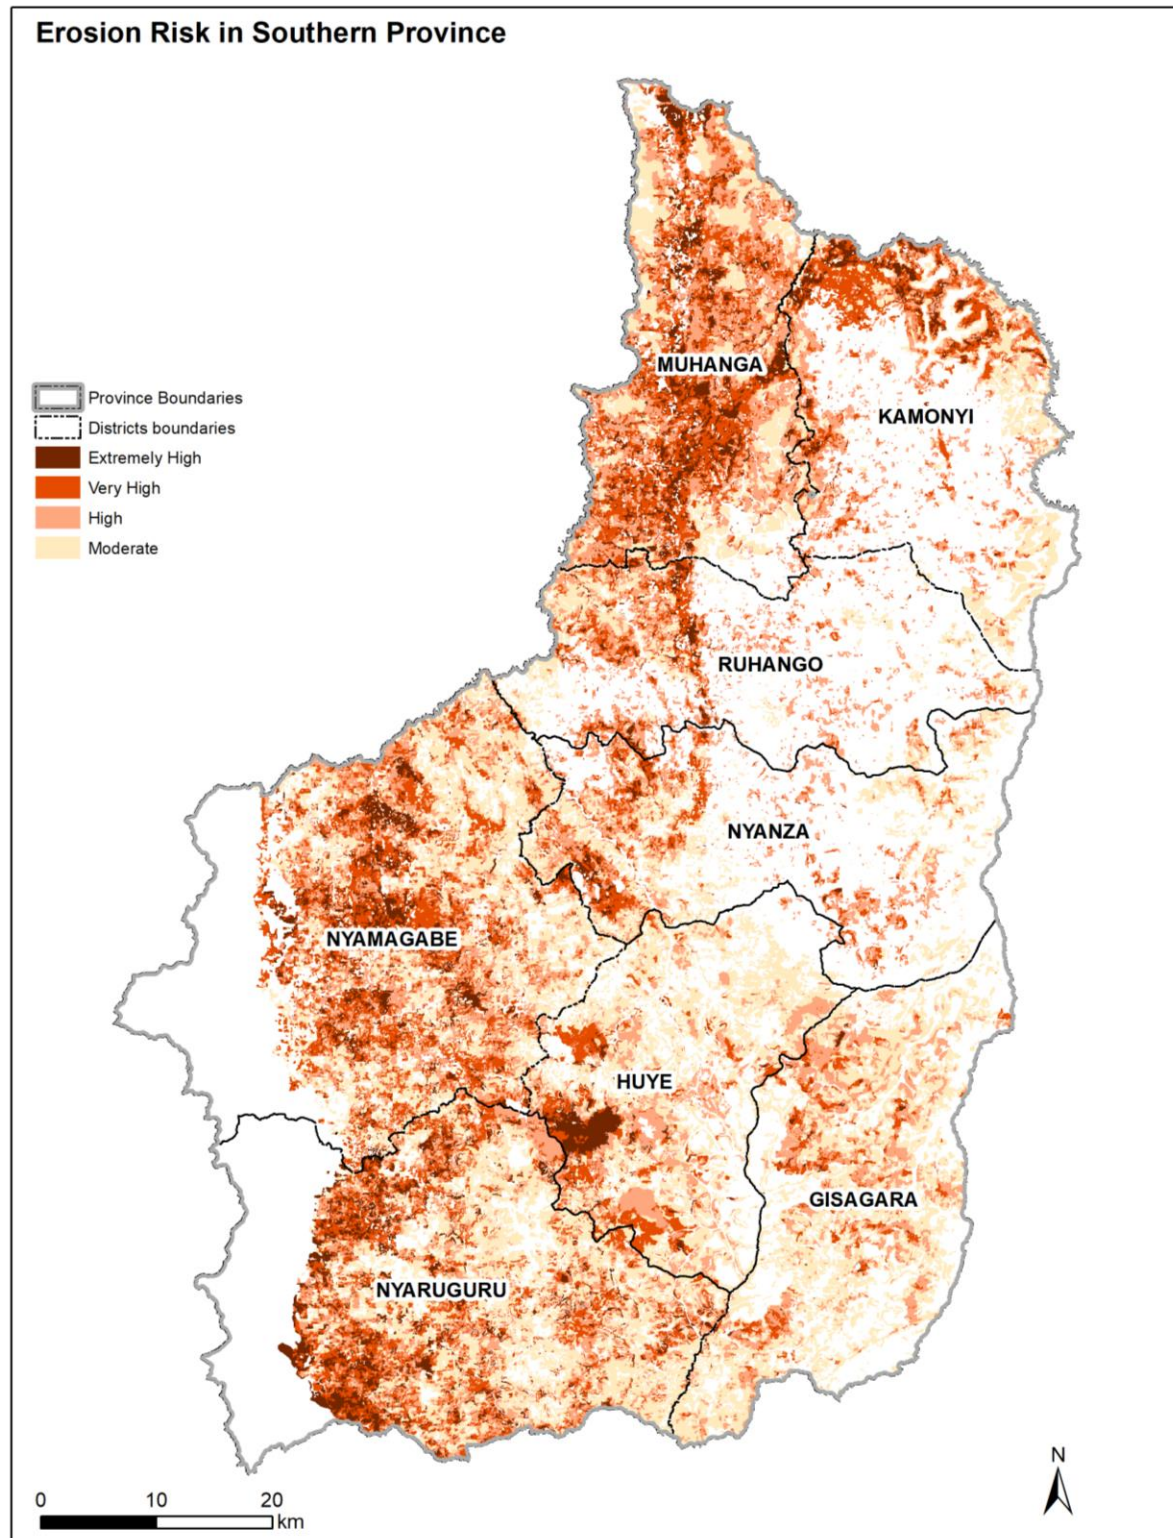 Erosion Risk in Southern Province
MUHANGA
KAMONYI
Province Boundaries
Districts boundaries
Extremely High
Very High
High
Moderate
RUHANGO
NYANZA
NYAMAGABE
HUYE
GISAGARA
NYARUGURU
N
0 10 20
km